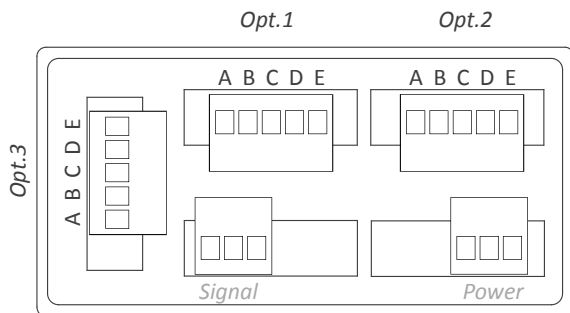 Opt.1 Opt.2
A B C D E A B C D E
Opt.3
A B C D E
Signal Power